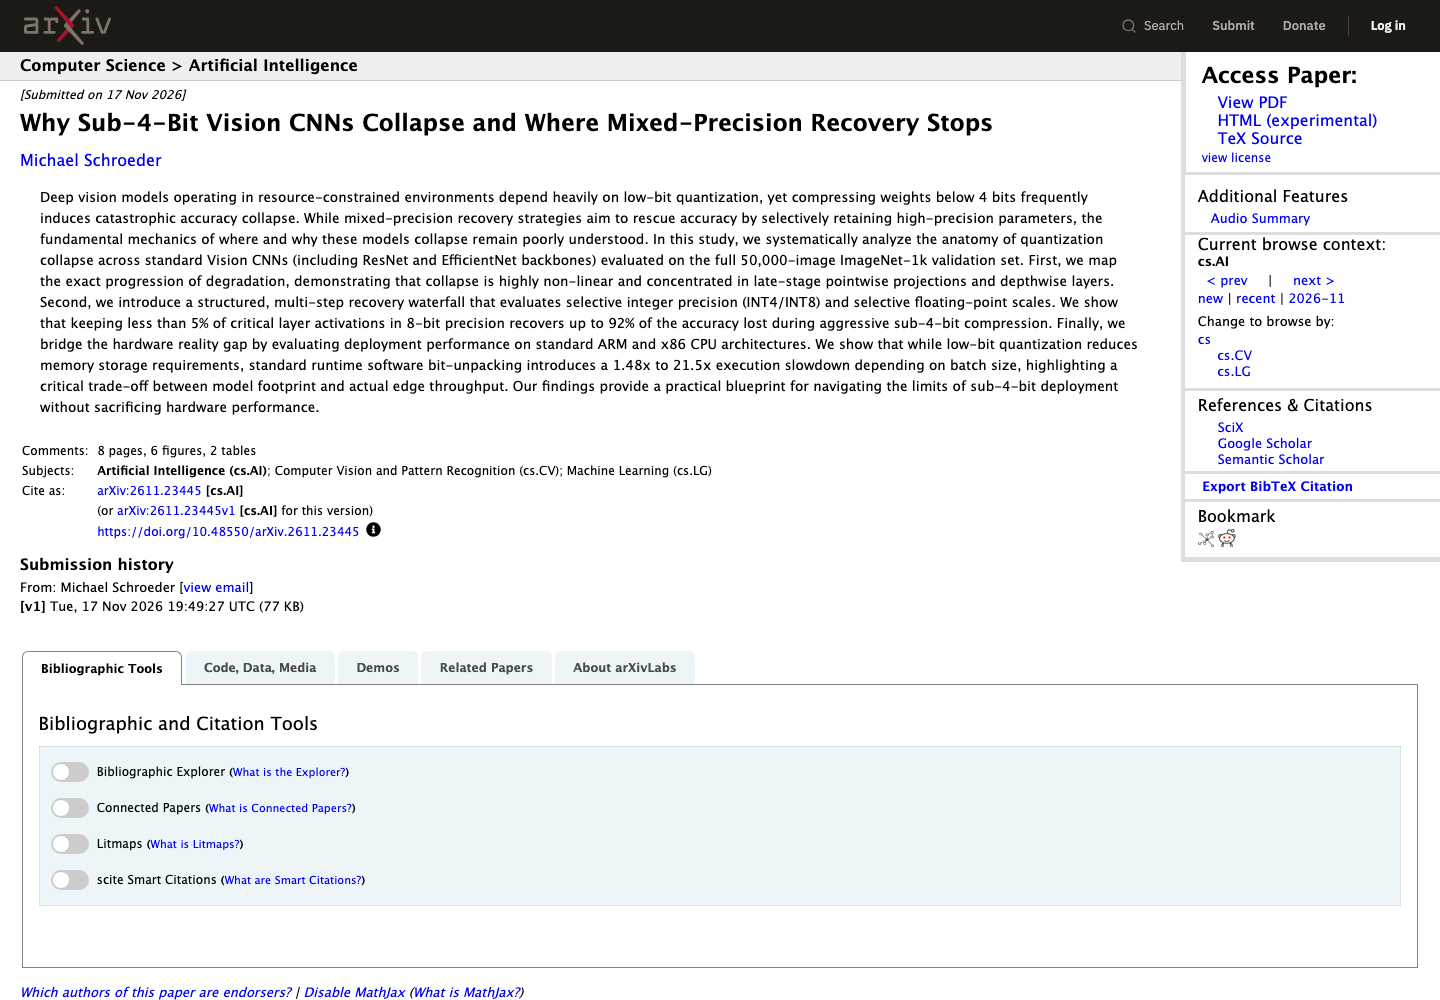 arXiv
Search Submit Donate Log in
Computer Science > Artificial Intelligence
[Submitted on 17 Nov 2026]
Why Sub-4-Bit Vision CNNs Collapse and Where Mixed-Precision Recovery Stops
Michael Schroeder
Deep vision models operating in resource-constrained environments depend heavily on low-bit quantization, yet compressing weights below 4 bits frequently
induces catastrophic accuracy collapse. While mixed-precision recovery strategies aim to rescue accuracy by selectively retaining high-precision parameters, the
fundamental mechanics of where and why these models collapse remain poorly understood. In this study, we systematically analyze the anatomy of quantization
collapse across standard Vision CNNs (including ResNet and EfficientNet backbones) evaluated on the full 50,000-image ImageNet-1k validation set. First, we map
the exact progression of degradation, demonstrating that collapse is highly non-linear and concentrated in late-stage pointwise projections and depthwise layers.
Second, we introduce a structured, multi-step recovery waterfall that evaluates selective integer precision (INT4/INT8) and selective floating-point scales. We show
that keeping less than 5% of critical layer activations in 8-bit precision recovers up to 92% of the accuracy lost during aggressive sub-4-bit compression. Finally, we
bridge the hardware reality gap by evaluating deployment performance on standard ARM and x86 CPU architectures. We show that while low-bit quantization reduces
memory storage requirements, standard runtime software bit-unpacking introduces a 1.48x to 21.5x execution slowdown depending on batch size, highlighting a
critical trade-off between model footprint and actual edge throughput. Our findings provide a practical blueprint for navigating the limits of sub-4-bit deployment
without sacrificing hardware performance.
Comments: 8 pages, 6 figures, 2 tables
Subjects: Artificial Intelligence (cs.AI); Computer Vision and Pattern Recognition (cs.CV); Machine Learning (cs.LG)
Cite as: arXiv:2611.23445 [cs.AI]
(or arXiv:2611.23445v1 [cs.AI] for this version)
https://doi.org/10.48550/arXiv.2611.23445
Submission history
From: Michael Schroeder [view email]
[v1] Tue, 17 Nov 2026 19:49:27 UTC (77 KB)
Access Paper:
View PDF
HTML (experimental)
TeX Source
view license
Additional Features
Audio Summary
Current browse context:
cs.AI
< prev | next >
new | recent | 2026-11
Change to browse by:
cs
cs.CV
cs.LG
References & Citations
SciX
Google Scholar
Semantic Scholar
Export BibTeX Citation
Bookmark
Bibliographic Tools Code, Data, Media Demos Related Papers About arXivLabs
Bibliographic and Citation Tools
Bibliographic Explorer (What is the Explorer?)
Connected Papers (What is Connected Papers?)
Litmaps (What is Litmaps?)
scite Smart Citations (What are Smart Citations?)
Which authors of this paper are endorsers? | Disable MathJax (What is MathJax?)